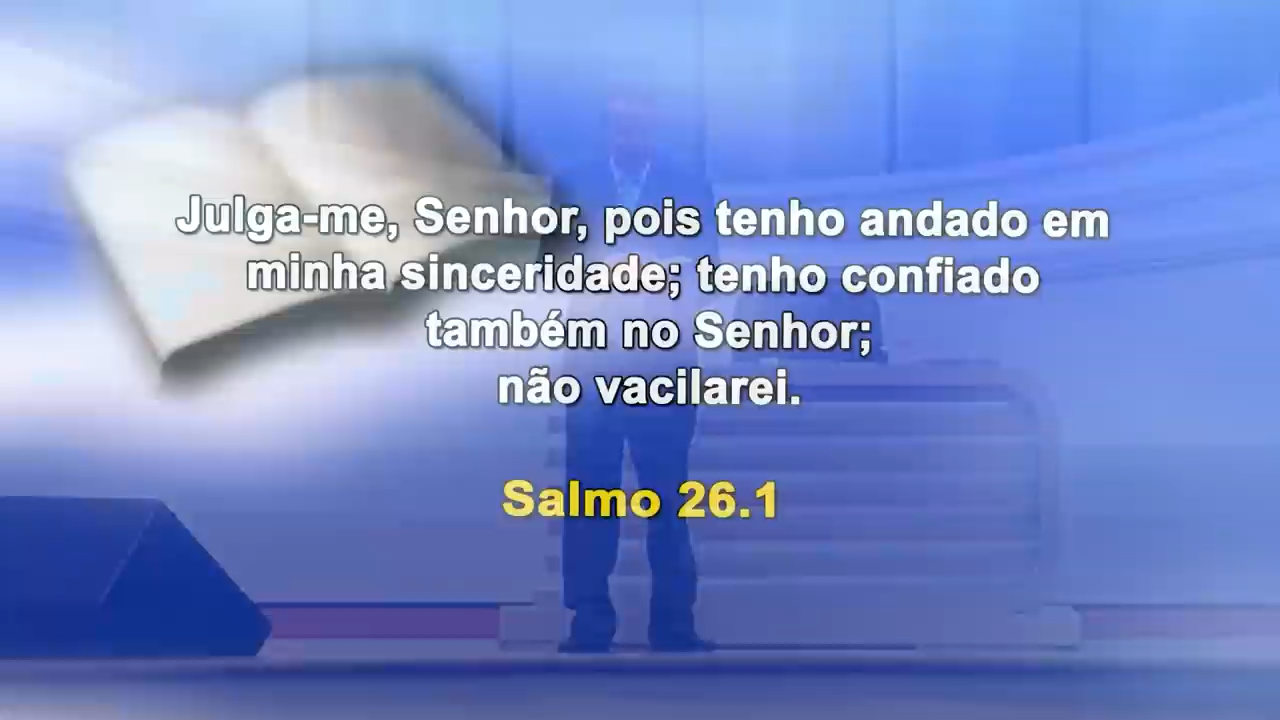 Julga-me, Senhor, pois tenho andado em
minha sinceridade; tenho confiado
também no Senhor;
não vacilarei.
Salmo 26.1